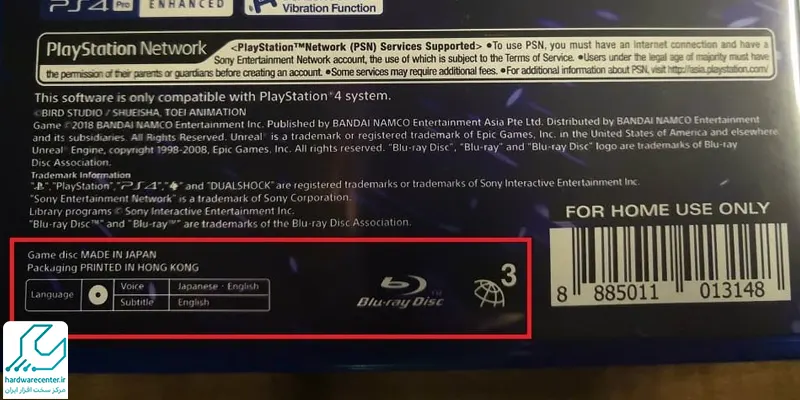 PS4 Pro ENHANCED
Vibration Function
PlayStation Network
<PlayStation™Network (PSN) Services Supported> •To use PSN, you must have an internet connection and have a
Sony Entertainment Network account, the use of which is subject to the Terms of Service. •Users under the legal age of majority must have
the permission of their parents or guardians before creating an account. •Some services may require additional fees. •For additional information about PSN, visit http://asia.playstation.com/
This software is only compatible with PlayStation®4 system.
©BIRD STUDIO / SHUEISHA, TOEI ANIMATION
Game ©2018 BANDAI NAMCO Entertainment Inc. Published by BANDAI NAMCO Entertainment Asia Pte Ltd. Distributed by BANDAI NAMCO Entertainment
and its subsidiaries. All Rights Reserved. Unreal® is a trademark or registered trademark of Epic Games, Inc. in the United States of America and elsewhere.
Unreal® Engine, copyright 1998-2008, Epic Games, Inc. All rights reserved. "Blu-ray Disc", "Blu-ray" and "Blu-ray Disc" logo are trademarks of Blu-ray
Disc Association.
Trademark Information
"PlayStation", "PS4", and "DUALSHOCK" are registered trademarks or trademarks of Sony Interactive Entertainment Inc.
"Sony Entertainment Network" is a trademark of Sony Corporation.
Library programs © Sony Interactive Entertainment Inc.
"Blu-ray Disc™" and "Blu-ray™" are trademarks of the Blu-ray Disc Association.
Game disc MADE IN JAPAN
Packaging PRINTED IN HONG KONG
Language
Voice Japanese · English
Subtitle English
Blu-ray Disc
3
FOR HOME USE ONLY
8 885011 013148
hardwarecenter.ir
مرکز سخت افزار ایران